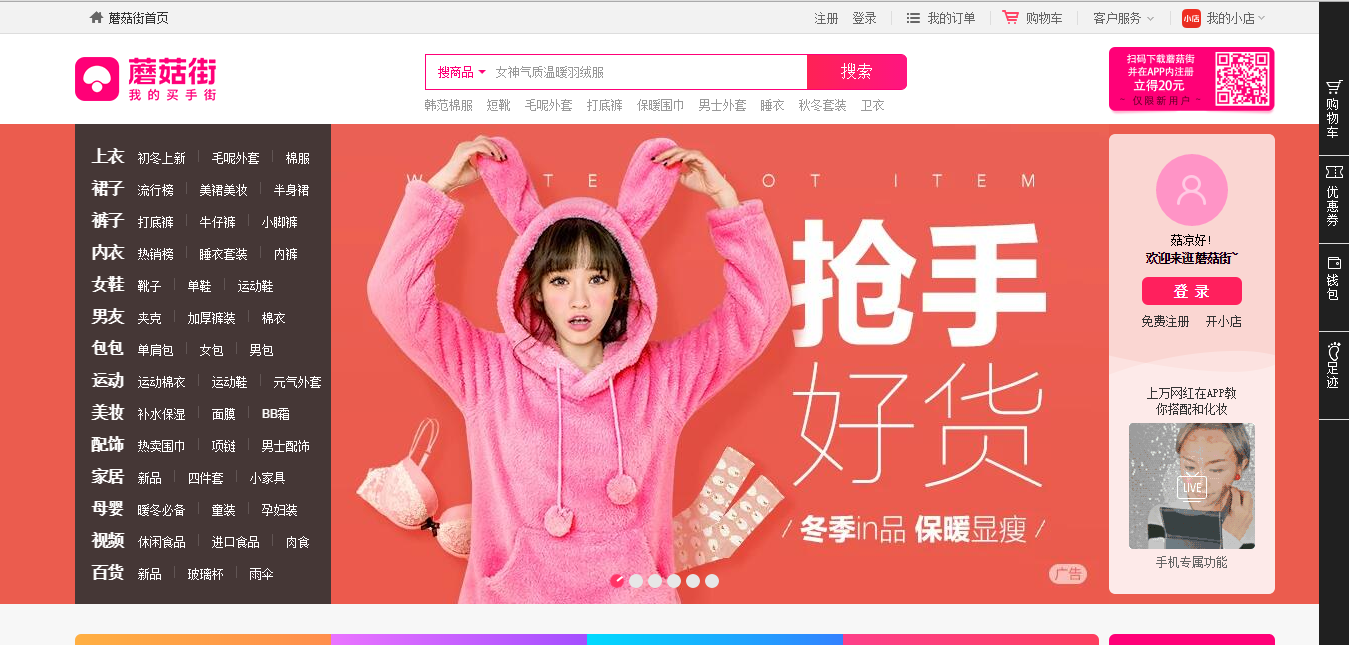 蘑菇街首页
注册 登录 我的订单 购物车 客户服务 小店 我的小店
蘑菇街
我的买手街
搜商品 女神气质温暖羽绒服 搜索
韩范棉服 短靴 毛呢外套 打底裤 保暖围巾 男士外套 睡衣 秋冬套装 卫衣
扫码下载蘑菇街
并在APP内注册
立得20元
- 仅限新用户 -
上衣 初冬上新 毛呢外套 棉服
裙子 流行榜 美裙美妆 半身裙
裤子 打底裤 牛仔裤 小脚裤
内衣 热销榜 睡衣套装 内裤
女鞋 靴子 单鞋 运动鞋
男友 夹克 加厚裤装 棉衣
包包 单肩包 女包 男包
运动 运动棉衣 运动鞋 元气外套
美妆 补水保湿 面膜 BB霜
配饰 热卖围巾 项链 男士配饰
家居 新品 四件套 小家具
母婴 暖冬必备 童装 孕妇装
视频 休闲食品 进口食品 肉食
百货 新品 玻璃杯 雨伞
HOT ITEM
抢手
好货
/ 冬季in品 保暖显瘦 /
广告
菇凉好!
欢迎来逛蘑菇街~
登 录
免费注册 开小店
上万网红在APP教
你搭配和化妆
LIVE
手机专属功能
购物车
优惠券
钱包
足迹